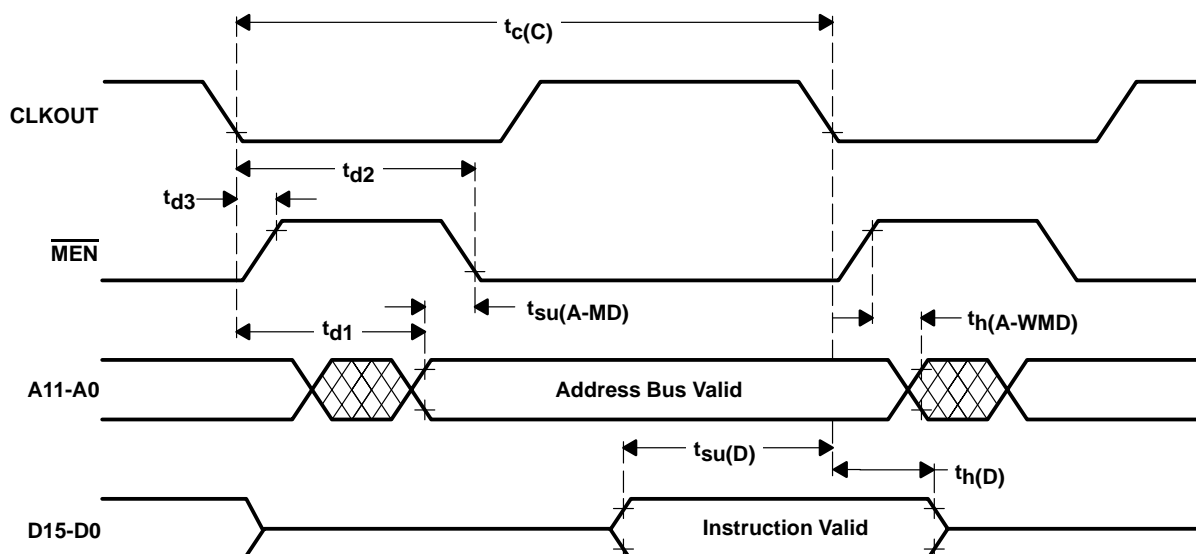 tc(C)
CLKOUT
td2
td3
MEN
tsu(A-MD)
th(A-WMD)
td1
A11-A0
Address Bus Valid
tsu(D)
th(D)
D15-D0
Instruction Valid